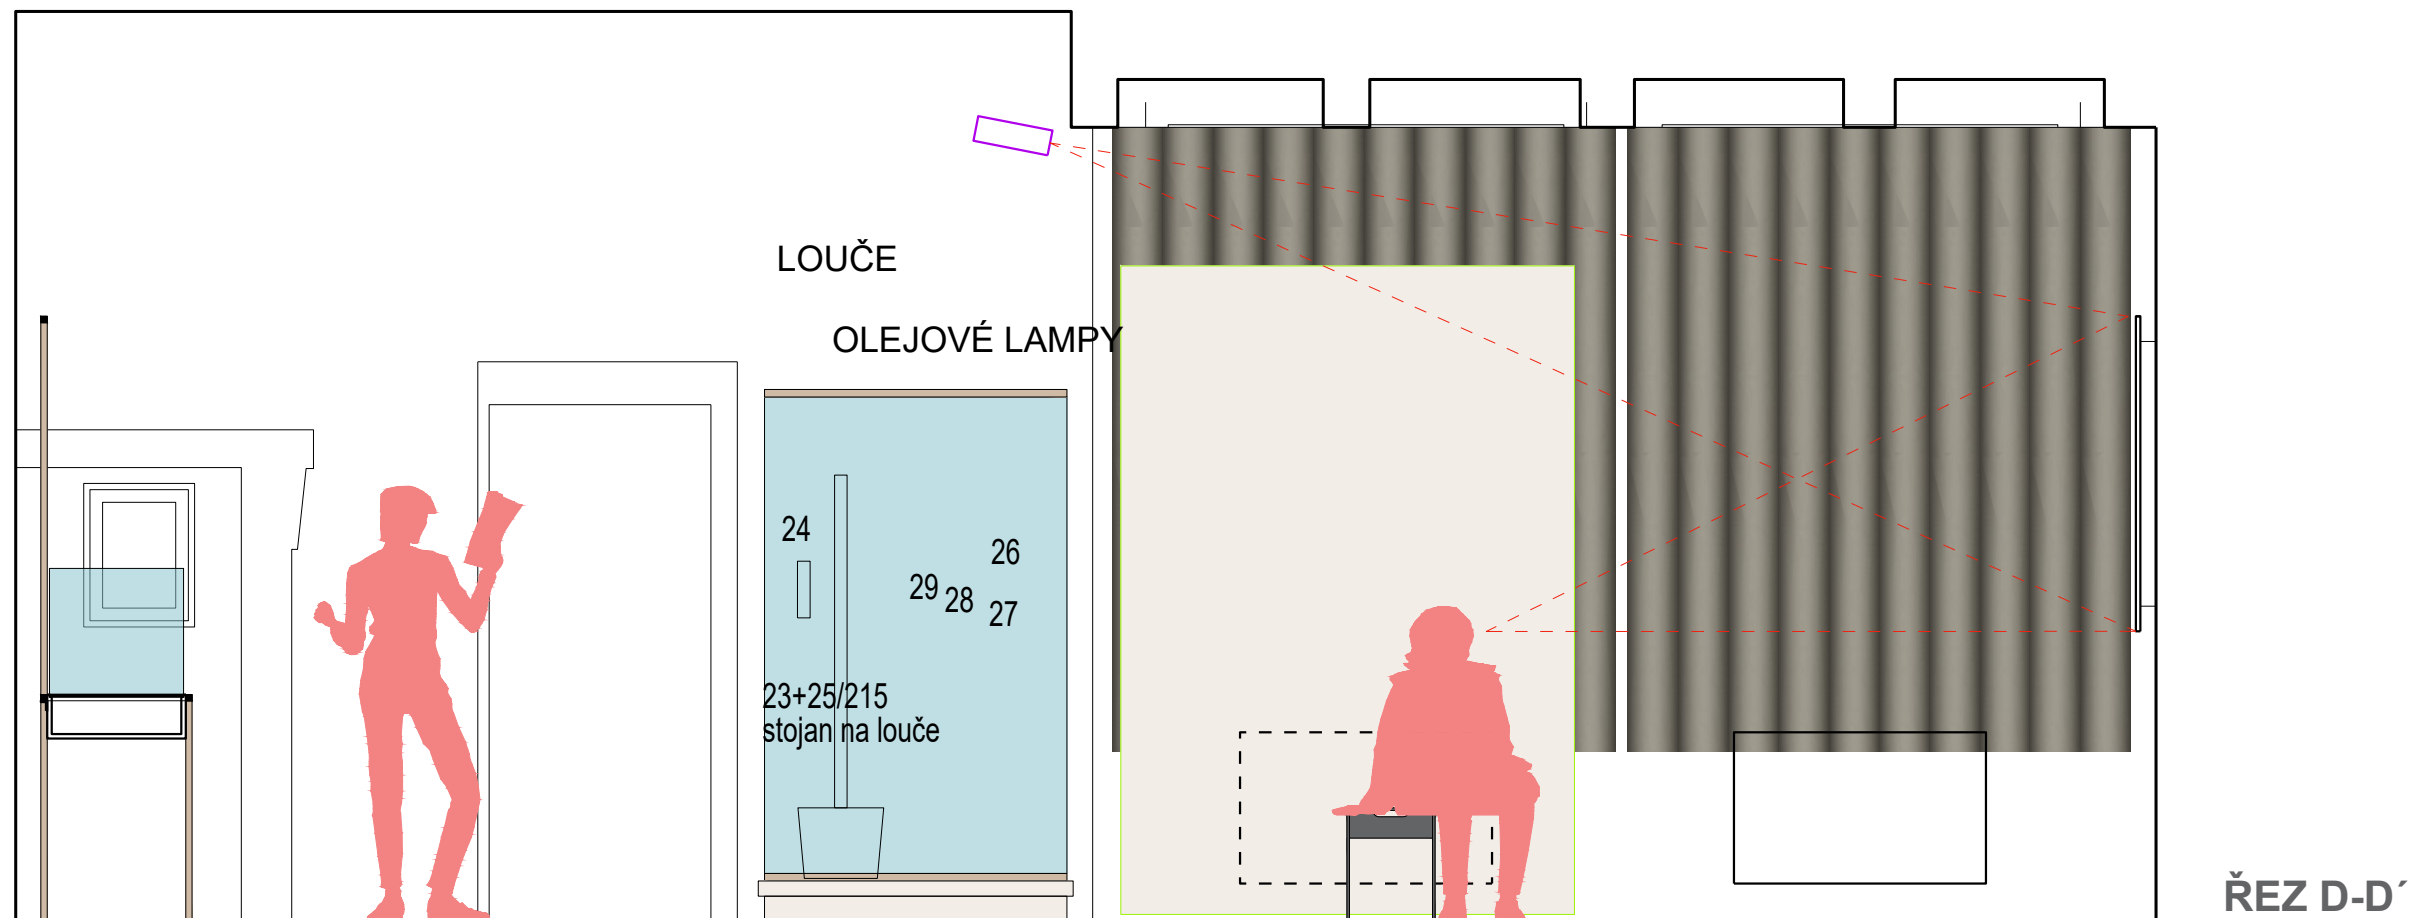 LOUČE
OLEJOVÉ LAMPY
24
26
29
28
27
23+25/215
stojan na louče
ŘEZ D-D´